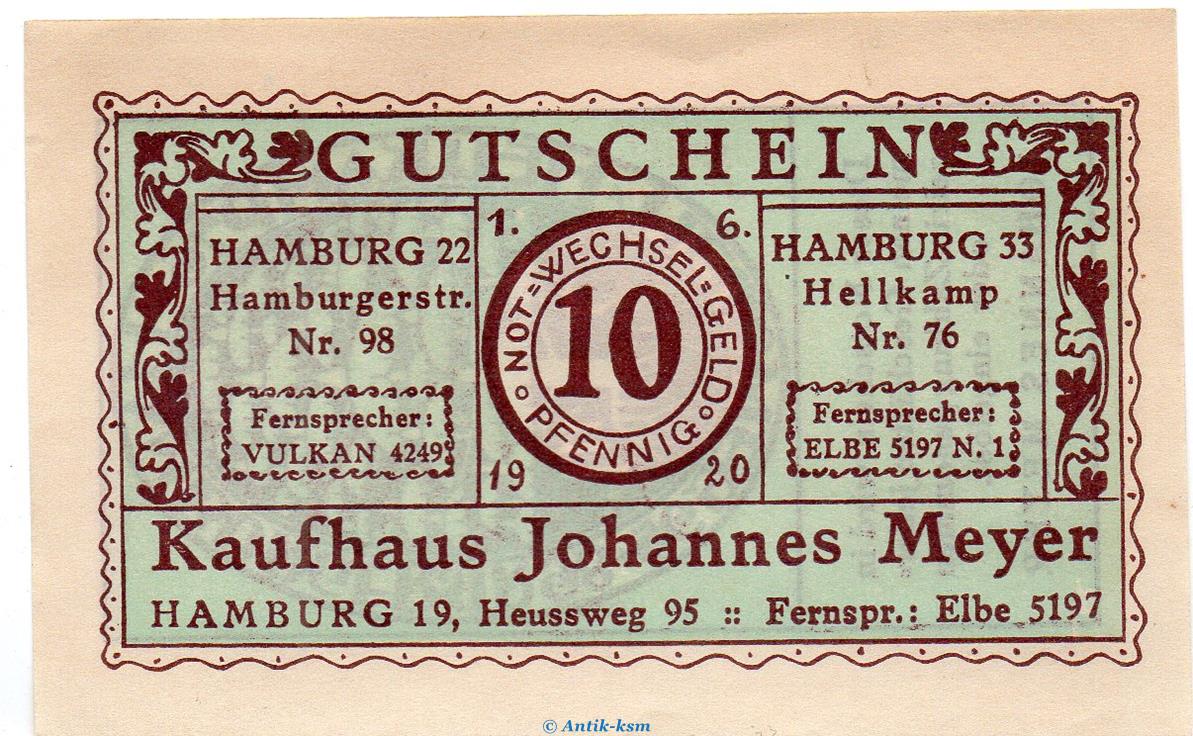 GUTSCHEIN
HAMBURG 22
Hamburgerstr.
Nr. 98
Fernsprecher:
VULKAN 4249
1. 6.
NOT=WECHSEL=GELD
10
PFENNIG
19 20
HAMBURG 33
Hellkamp
Nr. 76
Fernsprecher:
ELBE 5197 N. 1
Kaufhaus Johannes Meyer
HAMBURG 19, Heussweg 95 :: Fernspr.: Elbe 5197
© Antik-ksm